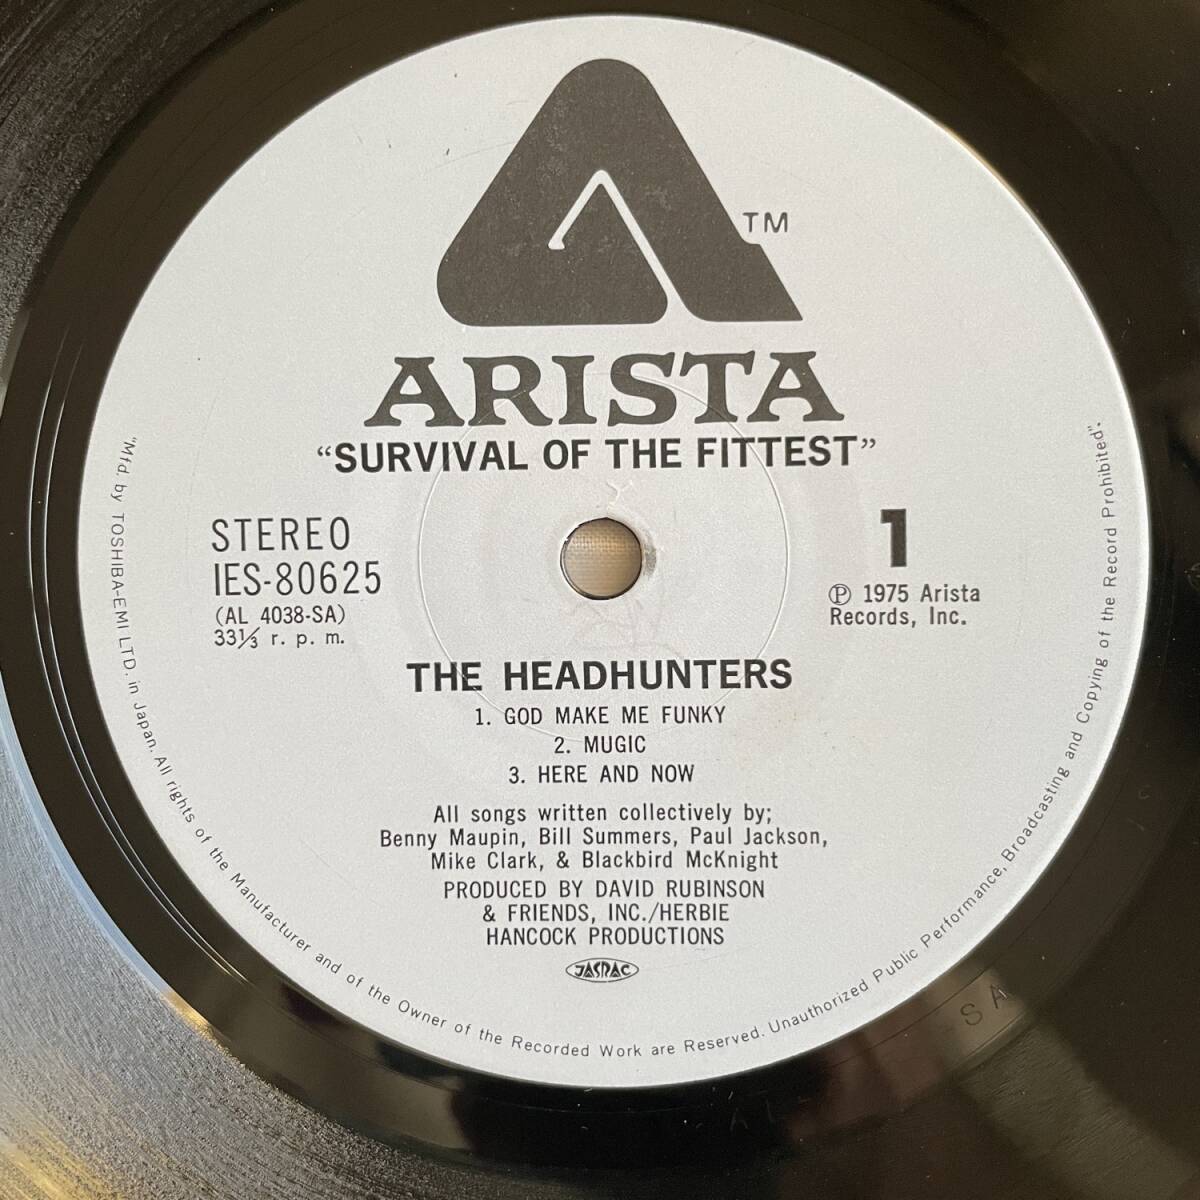 TM
ARISTA
“SURVIVAL OF THE FITTEST”
STEREO
IES-80625
(AL 4038-SA)
33⅓ r. p. m.
1
Ⓟ 1975 Arista
Records, Inc.
THE HEADHUNTERS
1. GOD MAKE ME FUNKY
2. MUGIC
3. HERE AND NOW
All songs written collectively by;
Benny Maupin, Bill Summers, Paul Jackson,
Mike Clark, & Blackbird McKnight
PRODUCED BY DAVID RUBINSON
& FRIENDS, INC./HERBIE
HANCOCK PRODUCTIONS
JASRAC
“Mfd. by TOSHIBA-EMI LTD. in Japan. All rights of the Manufacturer and of the Owner of the Recorded Work are Reserved. Unauthorized Public Performance, Broadcasting and Copying of the Record Prohibited”.